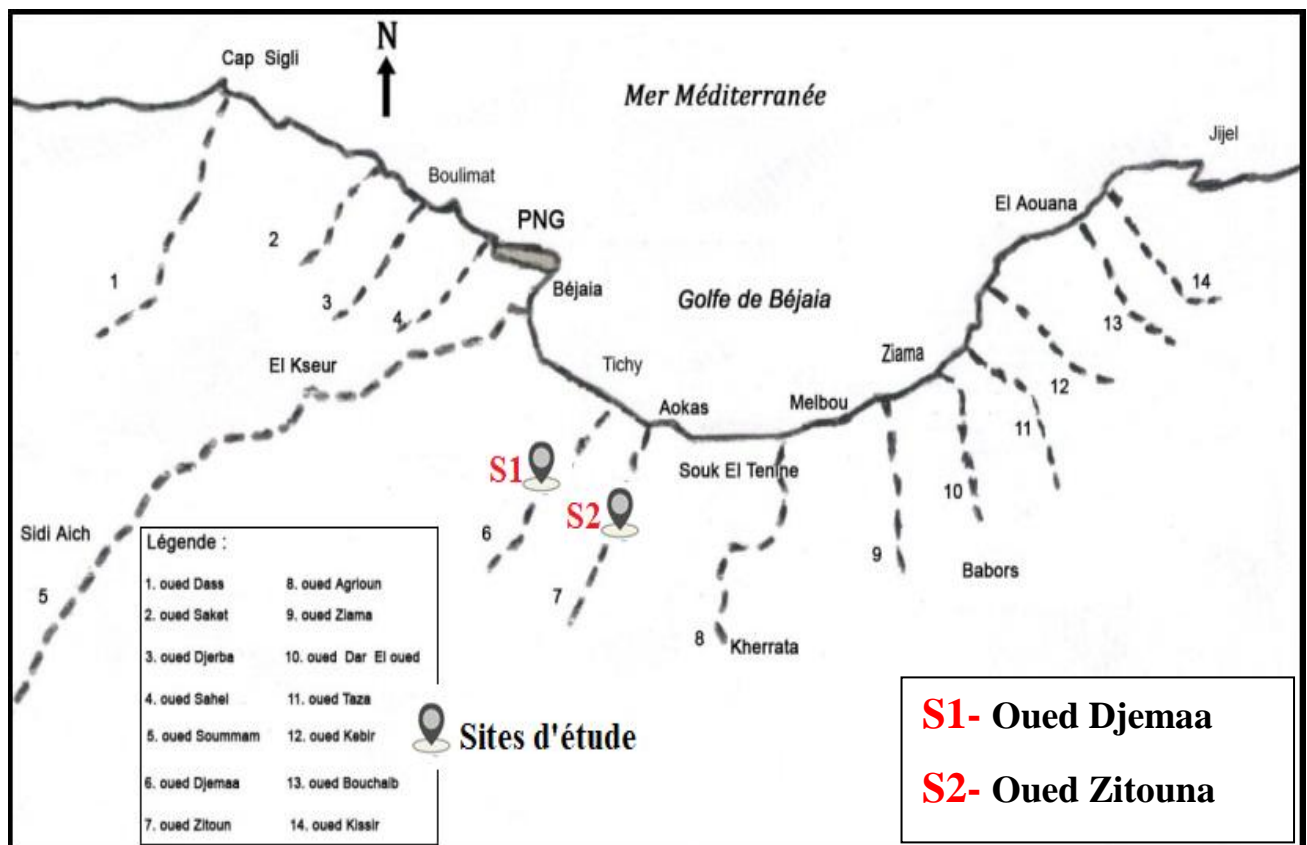 N
Cap Sigli
Mer Méditerranée
Jijel
Boulimat
El Aouana
PNG
2
1
3
4
Béjaia
Golfe de Béjaia
14
13
El Kseur
Tichy
Ziama
12
Aokas
Melbou
11
S1
Souk El Tenine
10
S2
Sidi Aich
6
9
Babors
5
7
8
Kherrata
Légende :
1. oued Dass
2. oued Saket
3. oued Djerba
4. oued Sahel
5. oued Soummam
6. oued Djemaa
7. oued Zitoun
8. oued Agrioun
9. oued Ziama
10. oued Dar El oued
11. oued Taza
12. oued Kebir
13. oued Bouchaib
14. oued Kissir
Sites d'étude
S1- Oued Djemaa
S2- Oued Zitouna